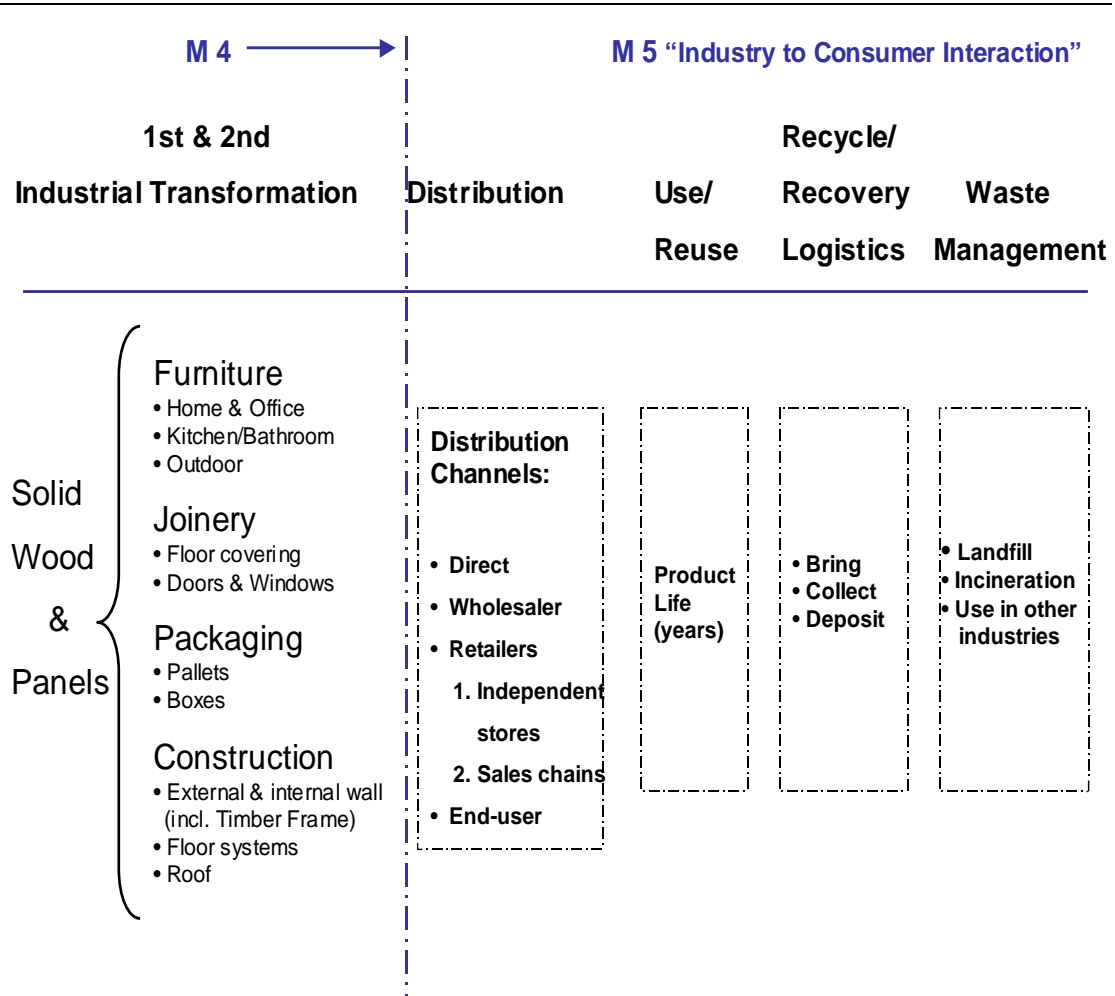 M 4
M 5 “Industry to Consumer Interaction”
1st & 2nd
Industrial Transformation
Distribution
Use/
Reuse
Recycle/
Recovery
Logistics
Waste
Management
Solid
Wood
&
Panels
Furniture
• Home & Office
• Kitchen/Bathroom
• Outdoor
Joinery
• Floor covering
• Doors & Windows
Packaging
• Pallets
• Boxes
Construction
• External & internal wall
(incl. Timber Frame)
• Floor systems
• Roof
Distribution
Channels:
• Direct
• Wholesaler
• Retailers
1. Independent
stores
2. Sales chains
• End-user
Product
Life
(years)
• Bring
• Collect
• Deposit
• Landfill
• Incineration
• Use in other
industries